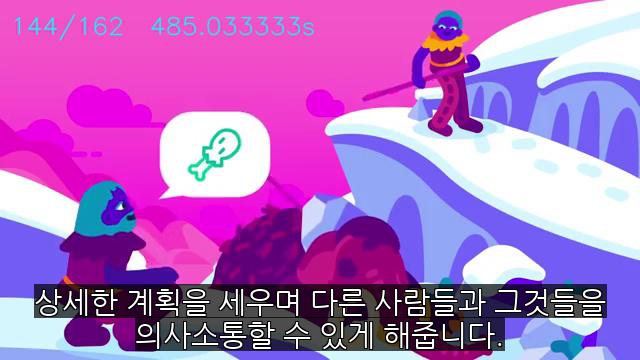 144/162 485.033333s
상세한 계획을 세우며 다른 사람들과 그것들을
의사소통할 수 있게 해줍니다.